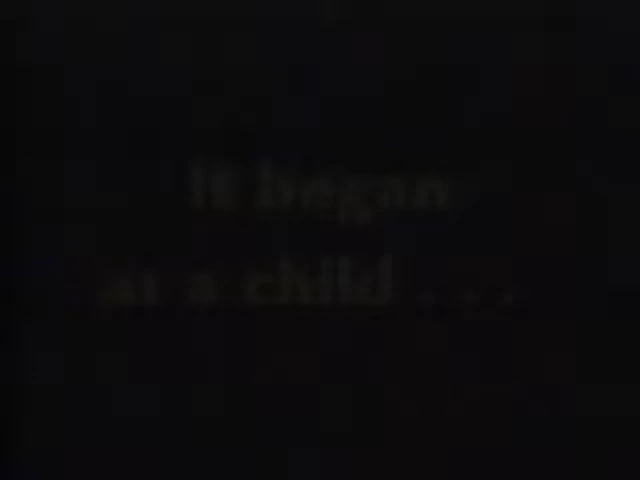 It began
as a child . . .